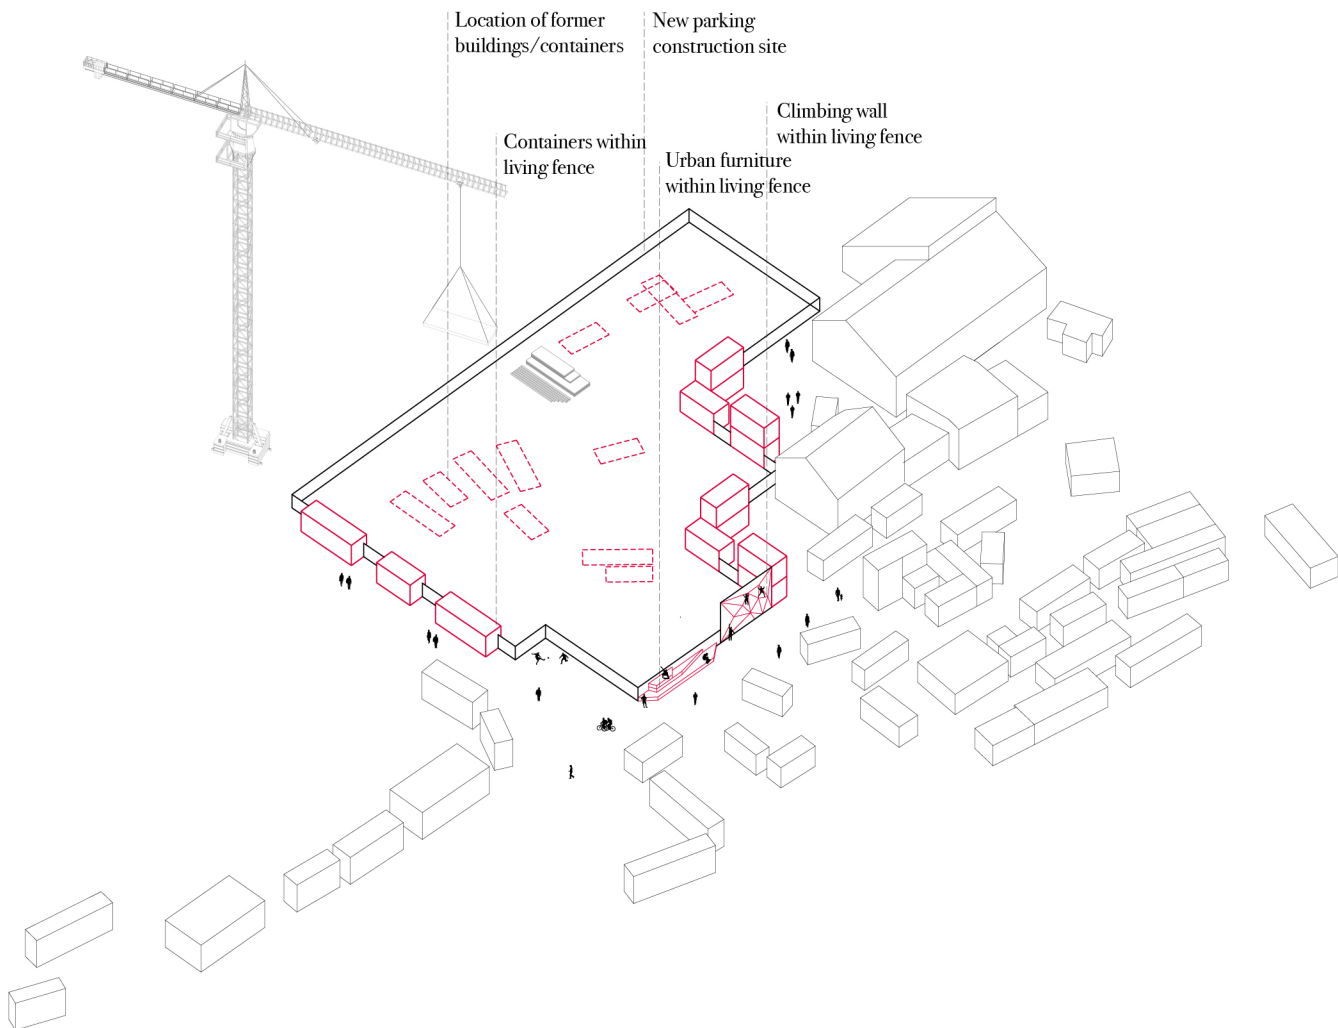 Location of former
buildings/containers
New parking
construction site
Climbing wall
within living fence
Containers within
living fence
Urban furniture
within living fence